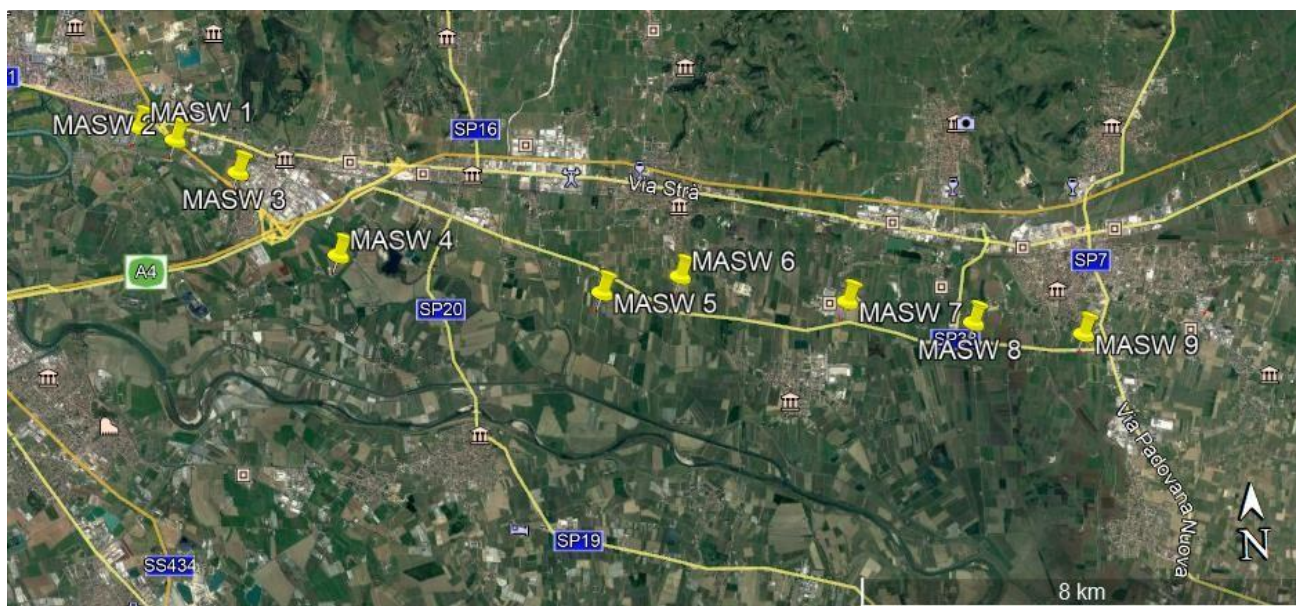 1
MASW 2
MASW 1
SP16
MASW 3
Via Strà
MASW 4
A4
MASW 6
SP7
SP20
MASW 5
MASW 7
MASW 8
MASW 9
Via Padovana Nuova
SP19
SS434
N
8 km